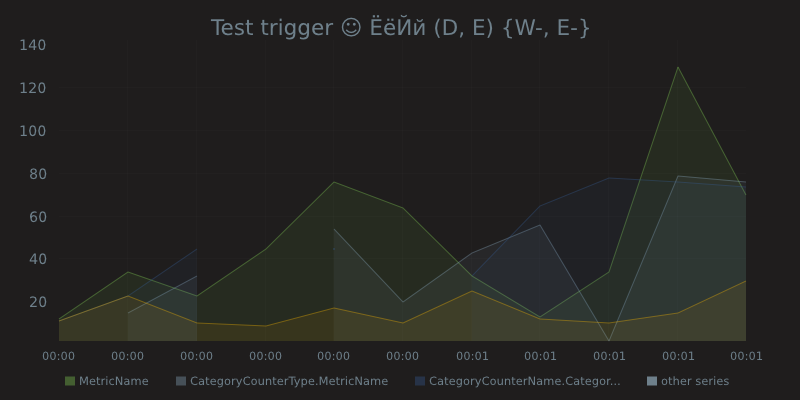 Test trigger ☺ ЁёЙй (D, E) {W-, E-}
140
120
100
80
60
40
20
00:00 00:00 00:00 00:00 00:00 00:00 00:01 00:01 00:01 00:01 00:01
MetricName CategoryCounterType.MetricName CategoryCounterName.Categor... other series